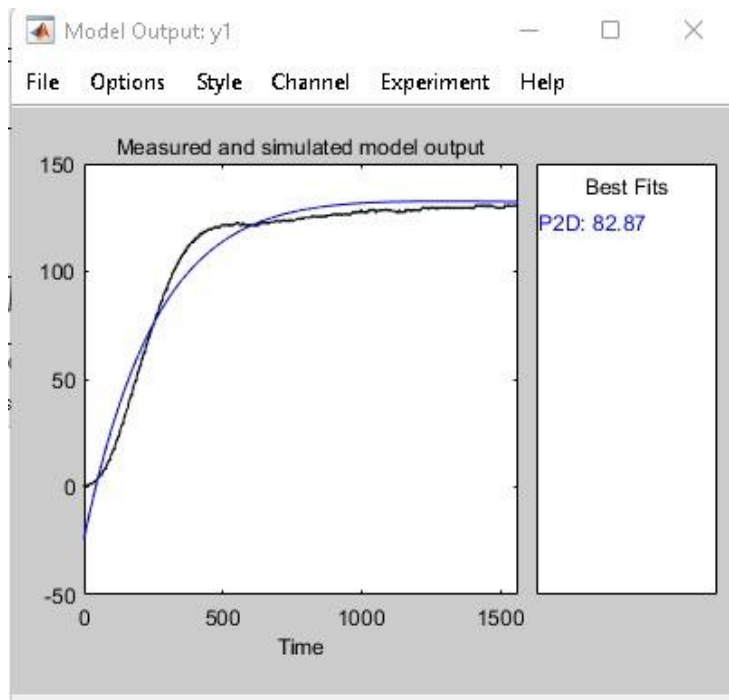 Model Output: y1
File Options Style Channel Experiment Help
Measured and simulated model output
Best Fits
P2D: 82.87
150
100
50
0
-50
0 500 1000 1500
Time